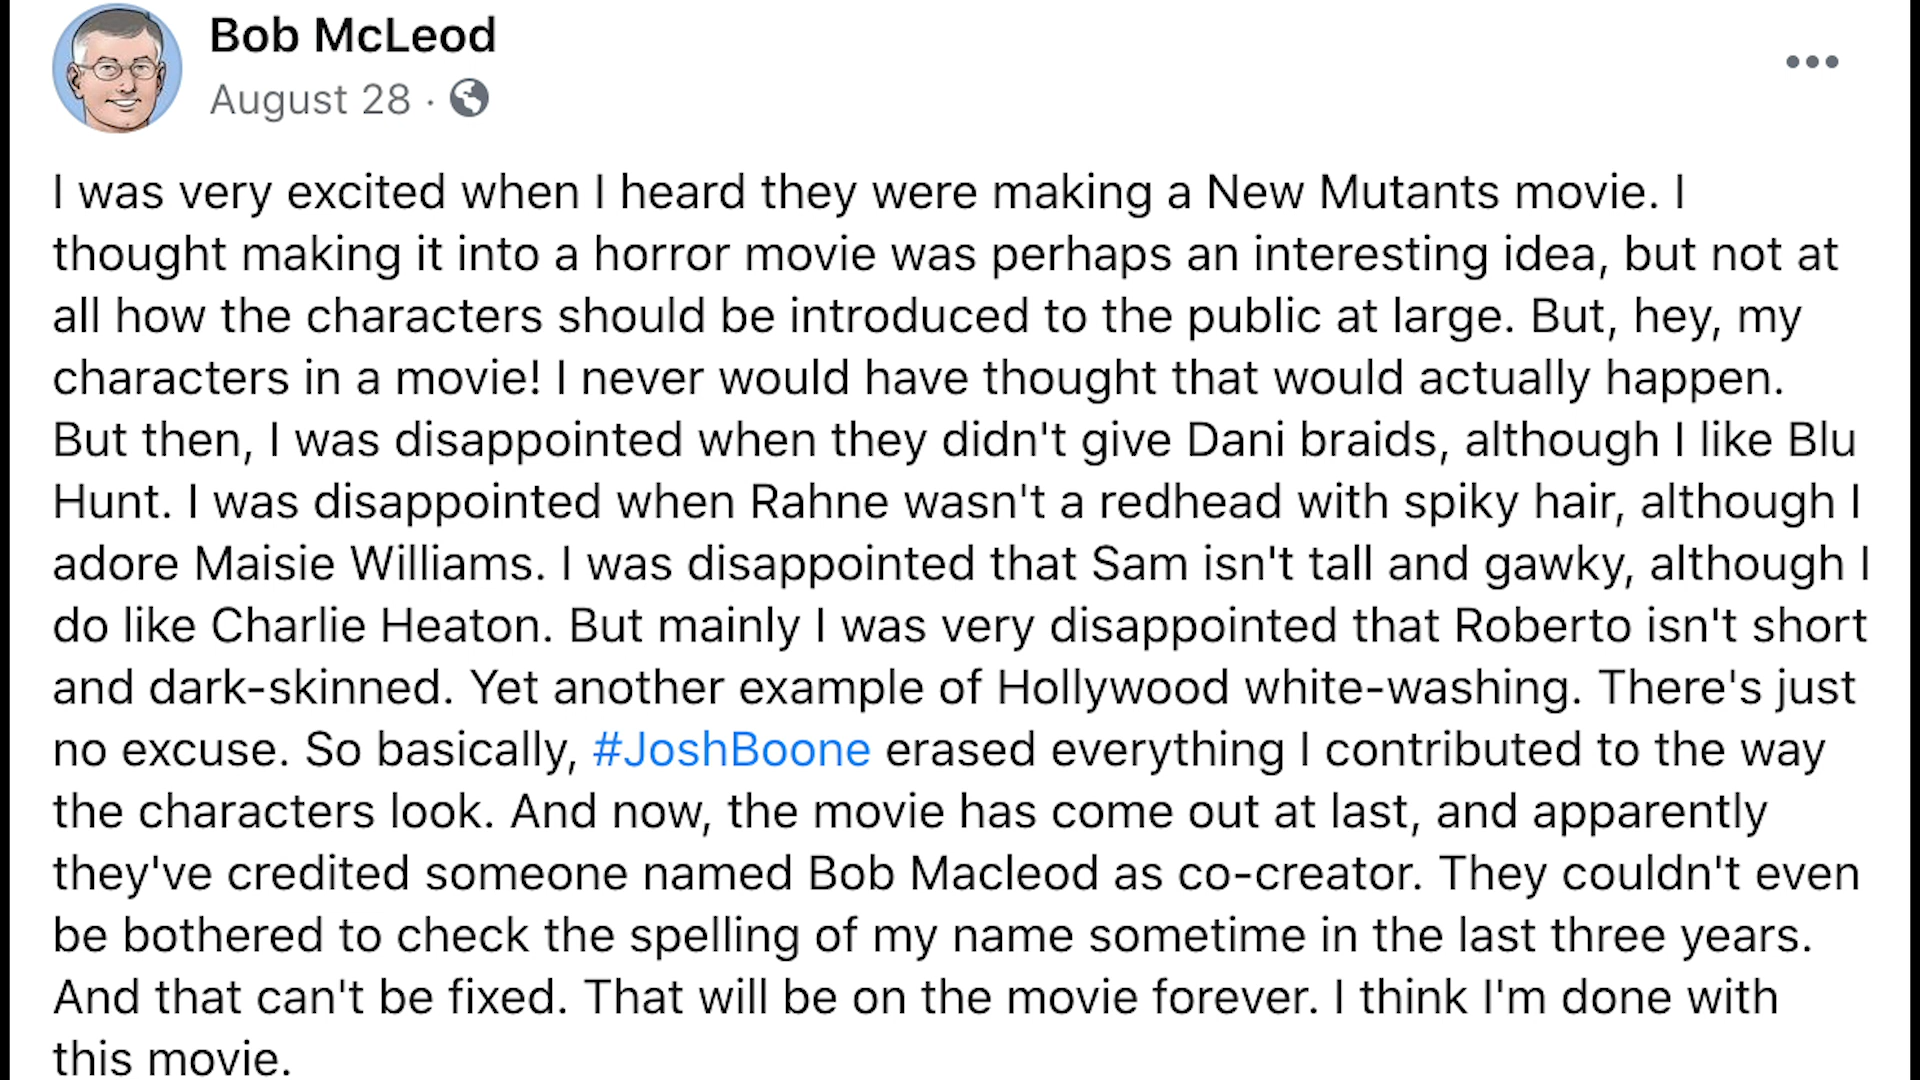 Bob McLeod
August 28 ·
I was very excited when I heard they were making a New Mutants movie. I
thought making it into a horror movie was perhaps an interesting idea, but not at
all how the characters should be introduced to the public at large. But, hey, my
characters in a movie! I never would have thought that would actually happen.
But then, I was disappointed when they didn't give Dani braids, although I like Blu
Hunt. I was disappointed when Rahne wasn't a redhead with spiky hair, although I
adore Maisie Williams. I was disappointed that Sam isn't tall and gawky, although I
do like Charlie Heaton. But mainly I was very disappointed that Roberto isn't short
and dark-skinned. Yet another example of Hollywood white-washing. There's just
no excuse. So basically, #JoshBoone erased everything I contributed to the way
the characters look. And now, the movie has come out at last, and apparently
they've credited someone named Bob Macleod as co-creator. They couldn't even
be bothered to check the spelling of my name sometime in the last three years.
And that can't be fixed. That will be on the movie forever. I think I'm done with
this movie.